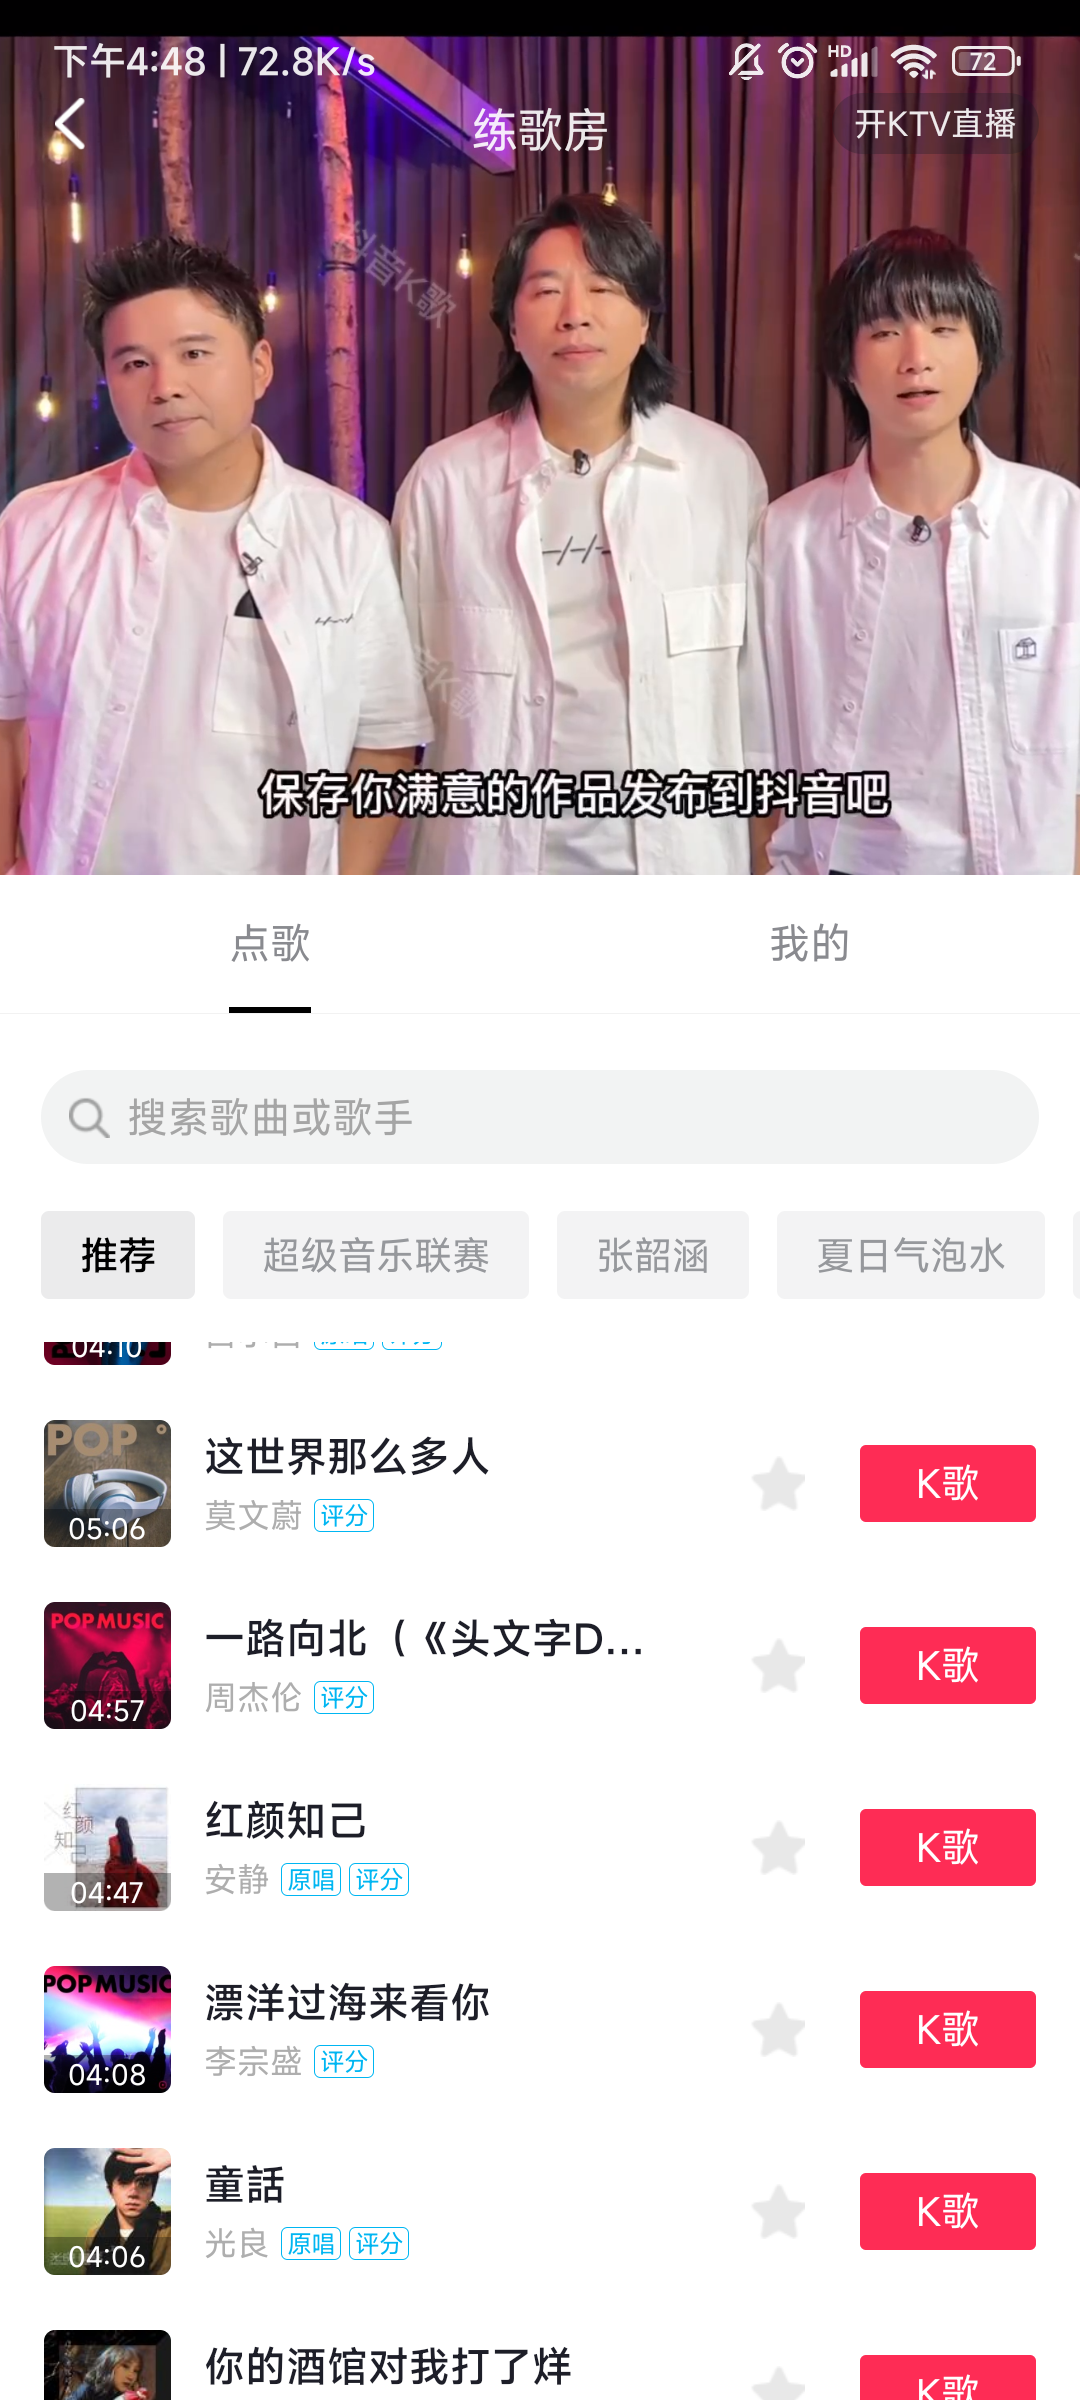 下午4:48 | 72.8K/s
HD
72
练歌房
开KTV直播
抖音K歌
保存你满意的作品发布到抖音吧
点歌
我的
搜索歌曲或歌手
推荐
超级音乐联赛
张韶涵
夏日气泡水
04:10
POP
05:06
这世界那么多人
莫文蔚 评分
K歌
POP MUSIC
04:57
一路向北（《头文字D...
周杰伦 评分
K歌
红颜知己
04:47
红颜知己
安静 原唱 评分
K歌
POP MUSIC
04:08
漂洋过海来看你
李宗盛 评分
K歌
04:06
童話
光良 原唱 评分
K歌
你的酒馆对我打了烊
K歌